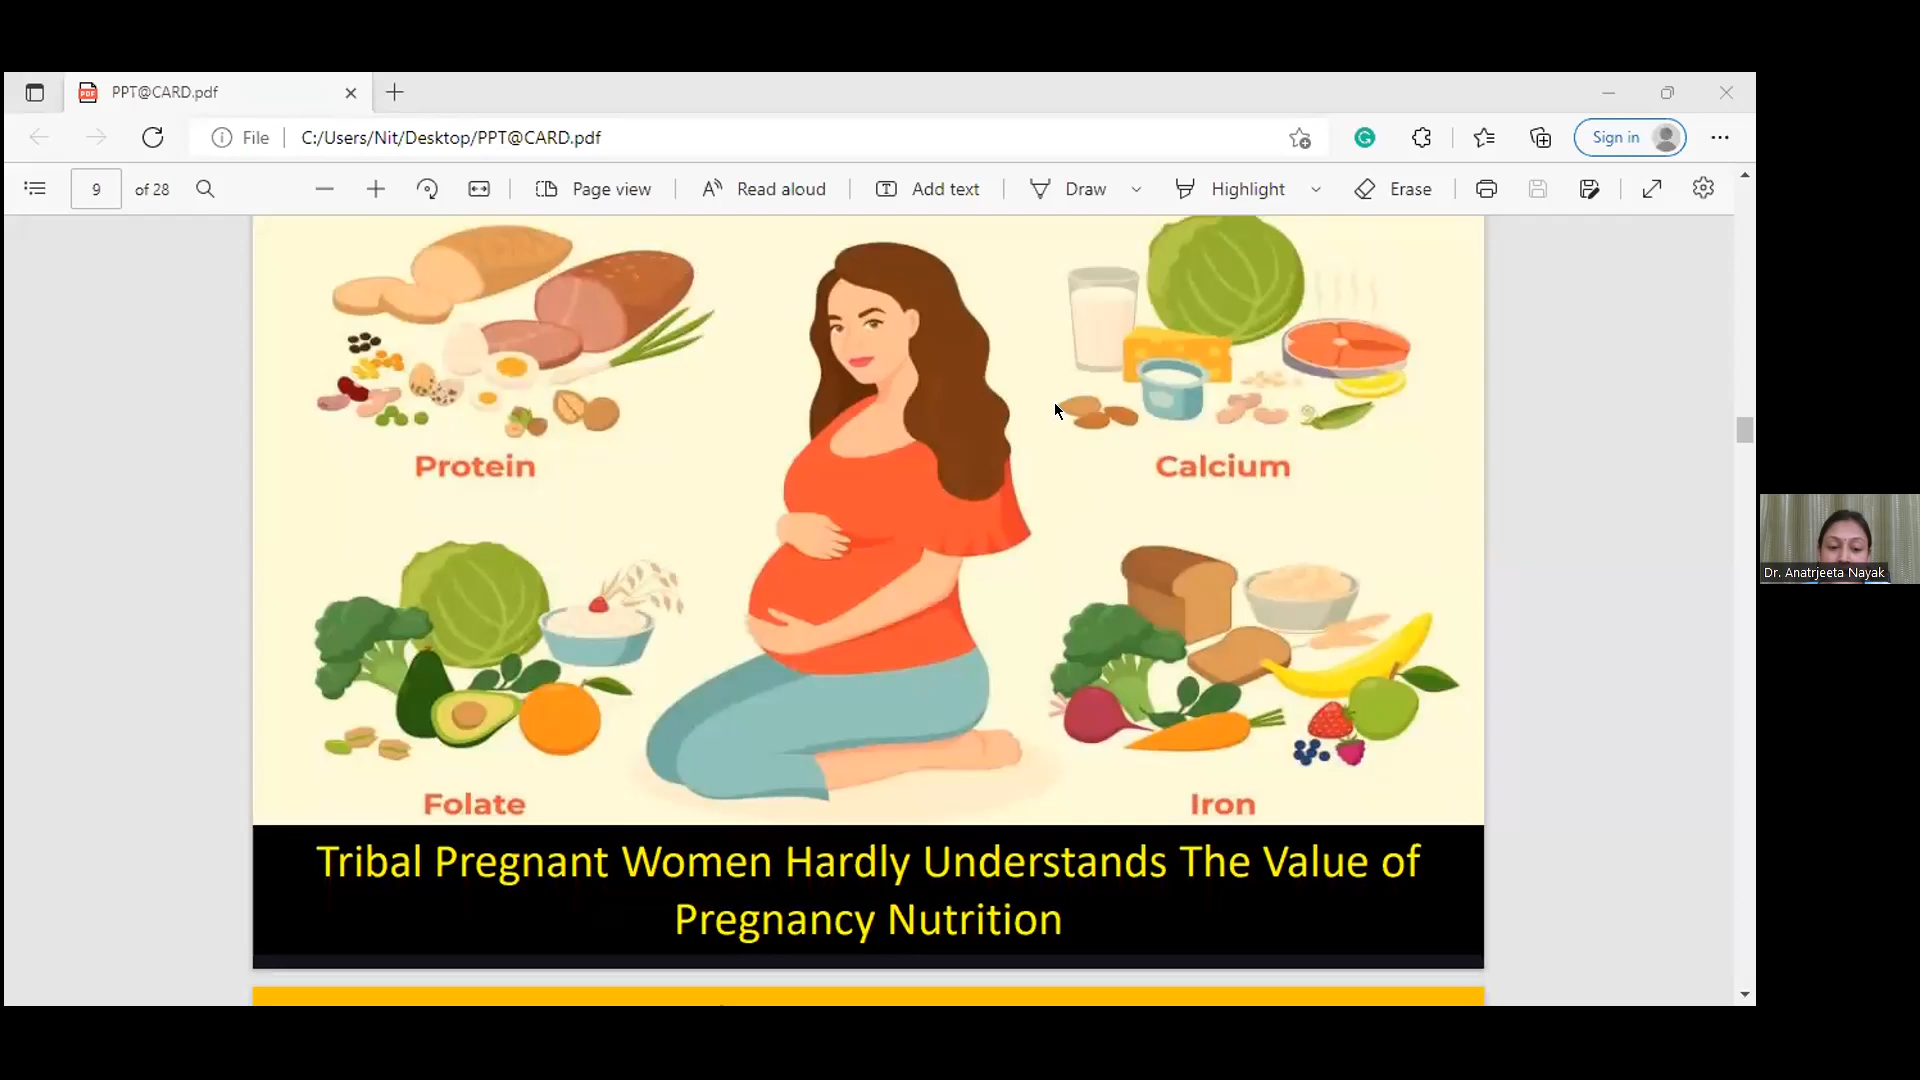 PPT@CARD.pdf
File C:/Users/Nit/Desktop/PPT@CARD.pdf
Sign in
9 of 28
Page view
Read aloud
Add text
Draw
Highlight
Erase
Protein
Calcium
Dr. Anatrjeeta Nayak
Folate
Iron
Tribal Pregnant Women Hardly Understands The Value of
Pregnancy Nutrition